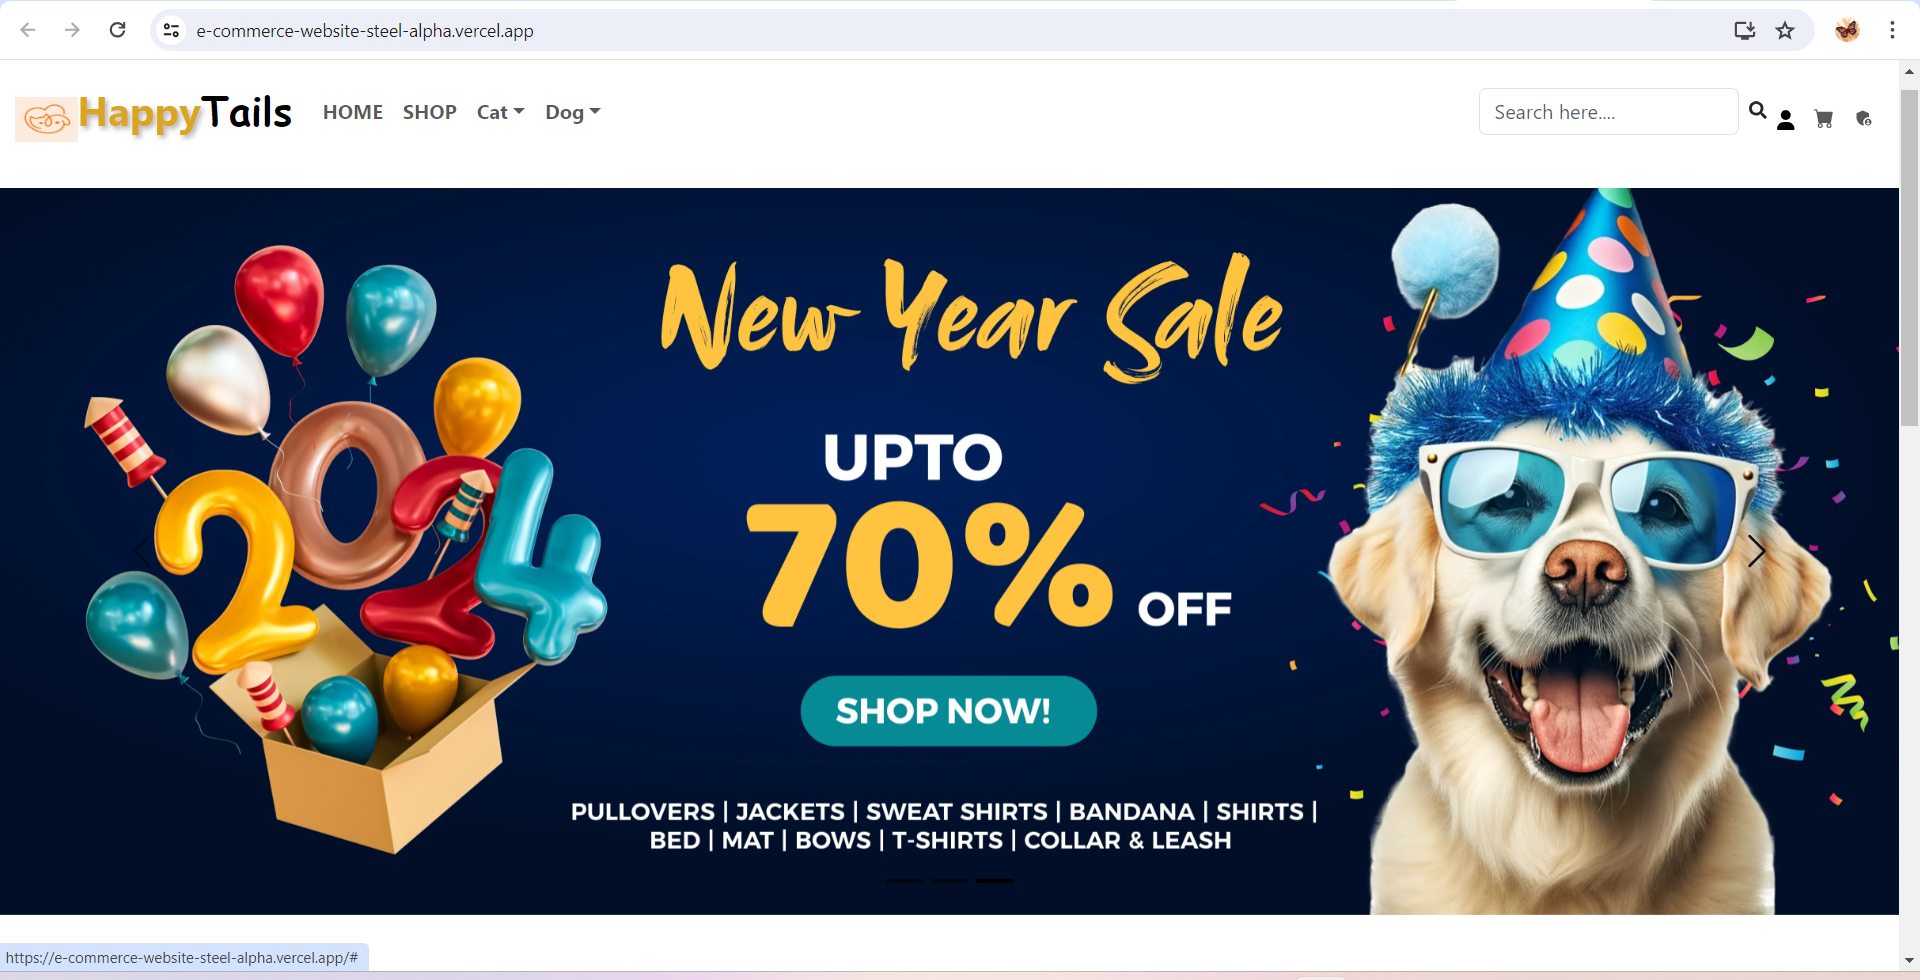 e-commerce-website-steel-alpha.vercel.app
HappyTails HOME SHOP Cat Dog Search here....
New Year Sale
UPTO
70% OFF
2024
SHOP NOW!
PULLOVERS | JACKETS | SWEAT SHIRTS | BANDANA | SHIRTS |
BED | MAT | BOWS | T-SHIRTS | COLLAR & LEASH
https://e-commerce-website-steel-alpha.vercel.app/#